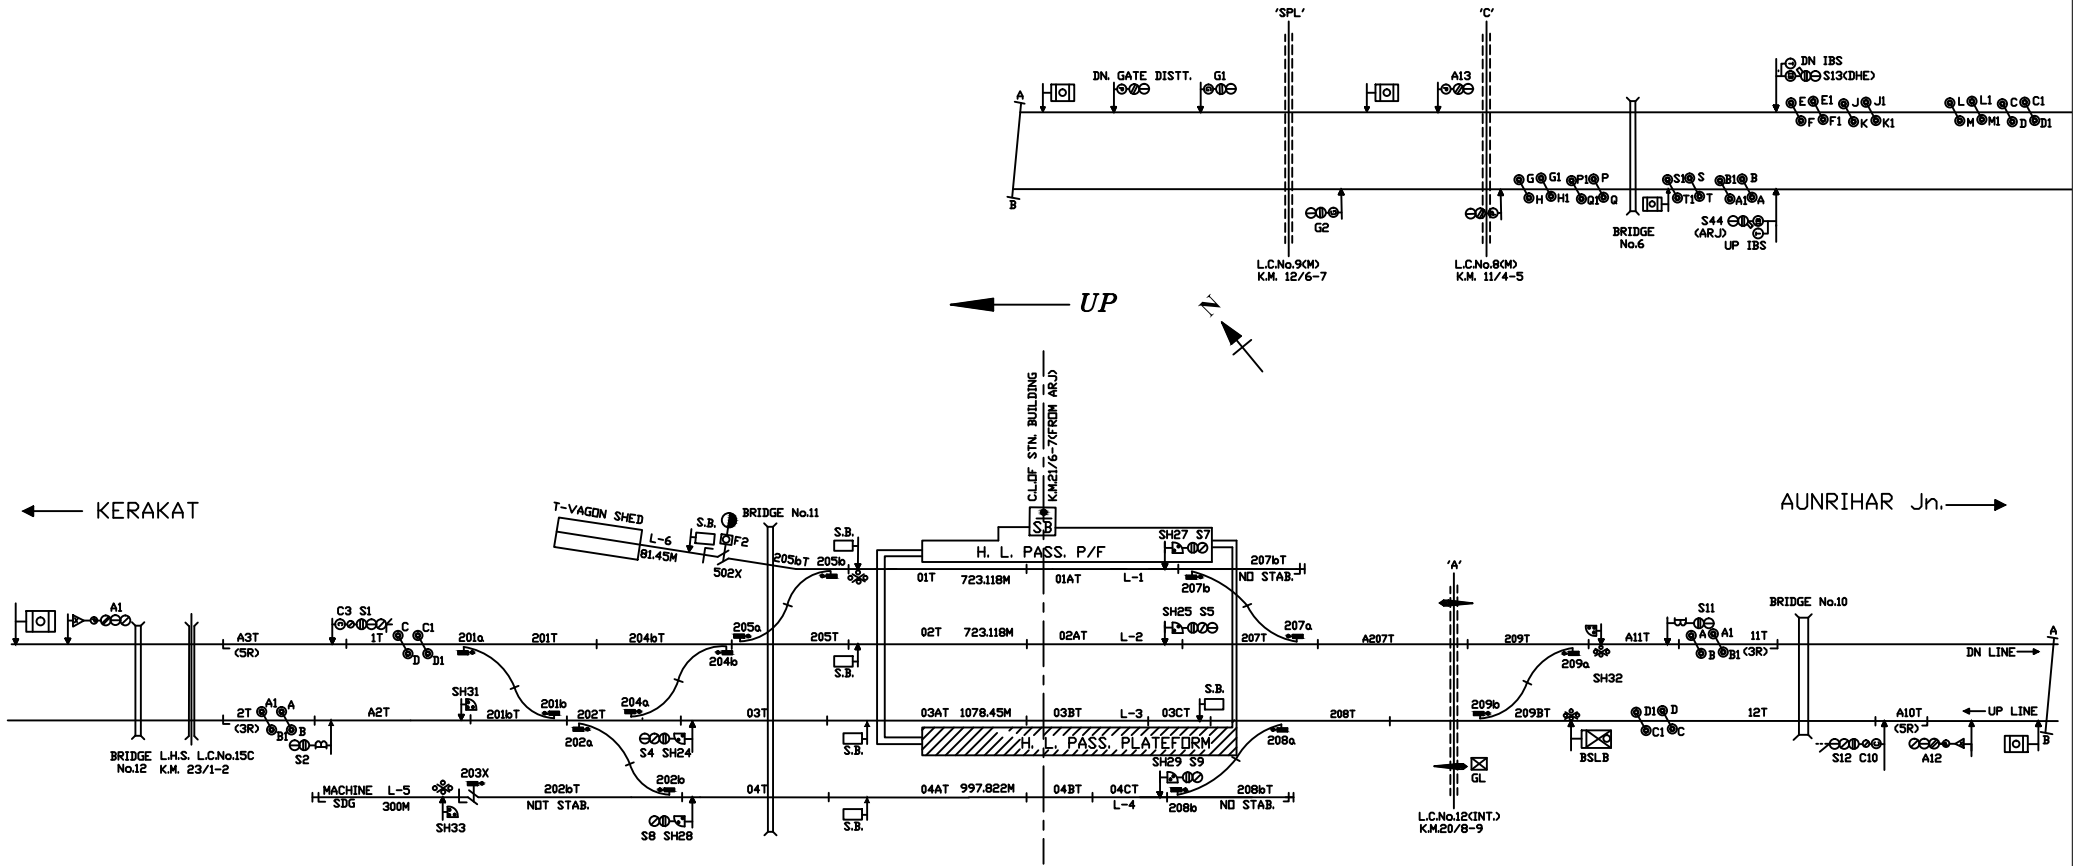 'SPL'
'C'
DN. GATE DISTT.
G1
A13
DN IBS
S13(DHE)
A
E E1 J J1
F F1 K K1
L L1 C C1
M M1 D D1
B
G G1 P1 P
H H1 Q1 Q
S1 S B1 B
T1 T A1 A
G2
S44
(ARJ)
UP IBS
BRIDGE
No.6
L.C.No.9(M)
K.M. 12/6-7
L.C.No.8(M)
K.M. 11/4-5
UP
N
C.L.OF STN. BUILDING
K.M.21/6-7(FROM ARJ)
KERAKAT
AUNRIHAR Jn.
T-VAGON SHED
S.B.
BRIDGE No.11
S.B.
S.B
L-6
81.45M
F2
502X
205bT
205b
H. L. PASS. P/F
SH27 S7
207bT
NO STAB.
01T
723.118M
01AT
L-1
207b
'A'
A1
C3 S1
A3T
(5R)
1T
C C1
D D1
201a
201T
204bT
205a
204b
205T
S.B.
02T
723.118M
02AT
L-2
SH25 S5
207T
207a
A207T
209T
209a
SH32
A11T
S11
A A1
B B1
11T
(3R)
BRIDGE No.10
A
DN LINE
2T
(3R)
A1 A
B1 B
S2
A2T
SH31
201bT
201b
202T
202a
204a
S4 SH24
03T
S.B.
03AT
1078.45M
03BT
L-3
03CT
S.B.
208T
208a
209b
209BT
BSLB
D1 D
C1 C
12T
A10T
(5R)
UP LINE
S12 C10
A12
B
BRIDGE
No.12
L.H.S. L.C.No.15C
K.M. 23/1-2
H. L. PASS. PLATEFORM
MACHINE
SDG
L-5
300M
SH33
203X
202bT
NOT STAB.
202b
S8 SH28
04T
S.B.
04AT
997.822M
04BT
04CT
L-4
SH29 S9
208b
208bT
NO STAB.
GL
L.C.No.12(INT.)
K.M.20/8-9